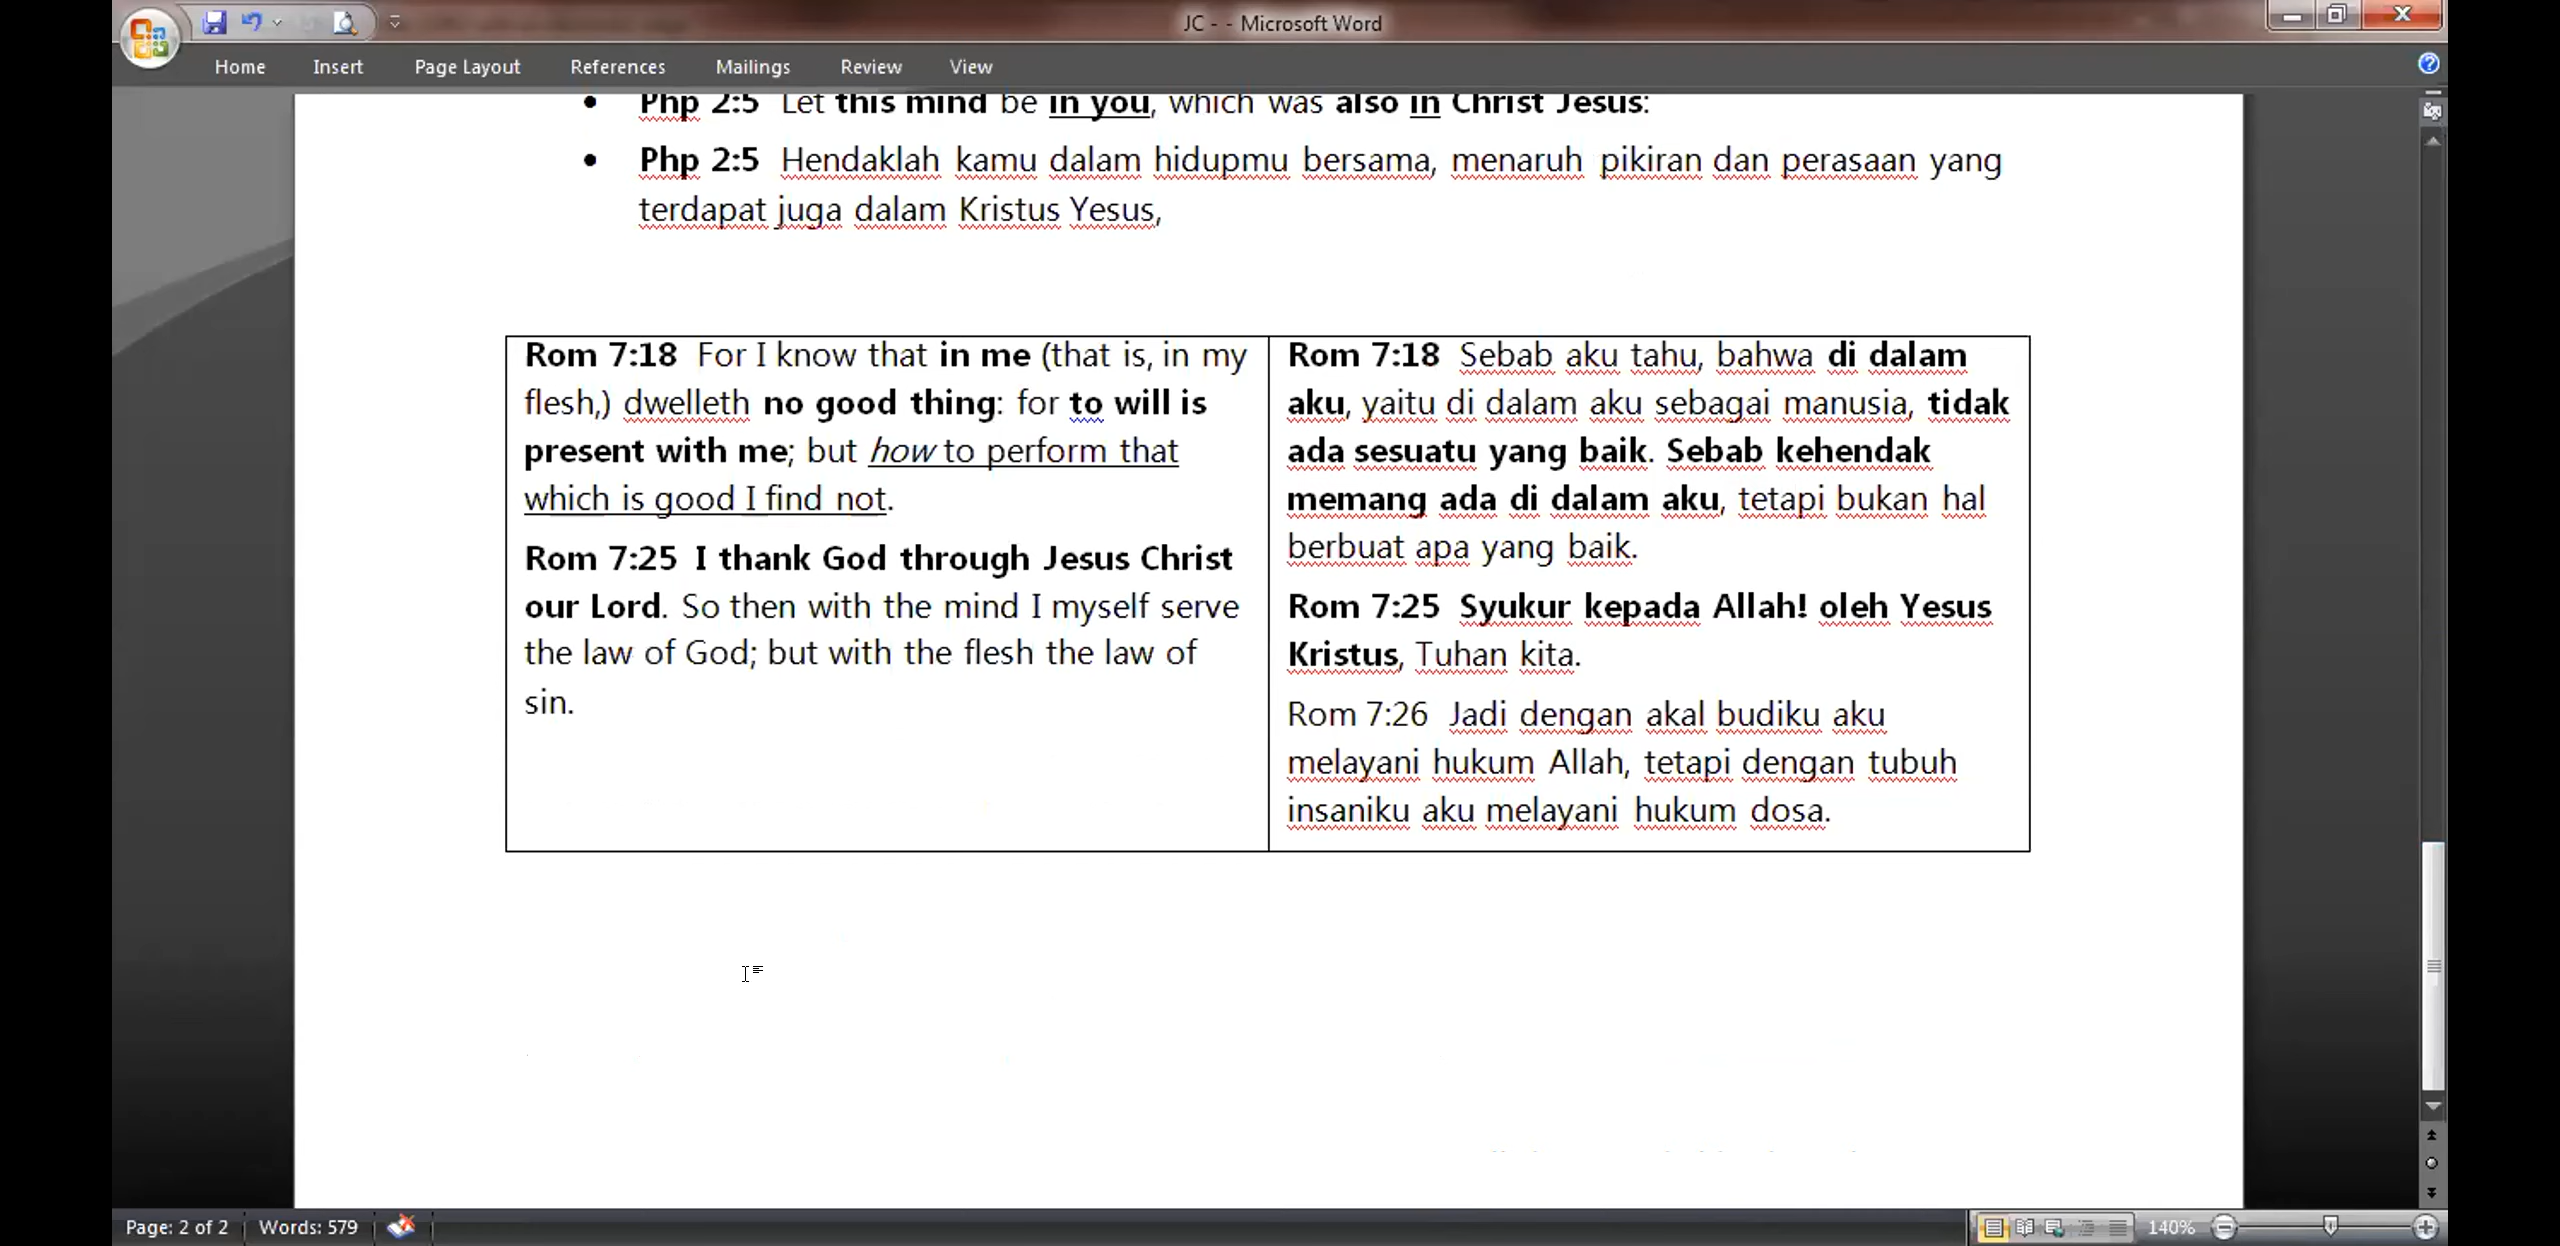 JC - - Microsoft Word
Home Insert Page Layout References Mailings Review View
• Php 2:5 Let this mind be in you, which was also in Christ Jesus:
• Php 2:5 Hendaklah kamu dalam hidupmu bersama, menaruh pikiran dan perasaan yang
terdapat juga dalam Kristus Yesus,
Rom 7:18 For I know that in me (that is, in my
flesh,) dwelleth no good thing: for to will is
present with me; but how to perform that
which is good I find not.
Rom 7:25 I thank God through Jesus Christ
our Lord. So then with the mind I myself serve
the law of God; but with the flesh the law of
sin.
Rom 7:18 Sebab aku tahu, bahwa di dalam
aku, yaitu di dalam aku sebagai manusia, tidak
ada sesuatu yang baik. Sebab kehendak
memang ada di dalam aku, tetapi bukan hal
berbuat apa yang baik.
Rom 7:25 Syukur kepada Allah! oleh Yesus
Kristus, Tuhan kita.
Rom 7:26 Jadi dengan akal budiku aku
melayani hukum Allah, tetapi dengan tubuh
insaniku aku melayani hukum dosa.
Page: 2 of 2 Words: 579 140%